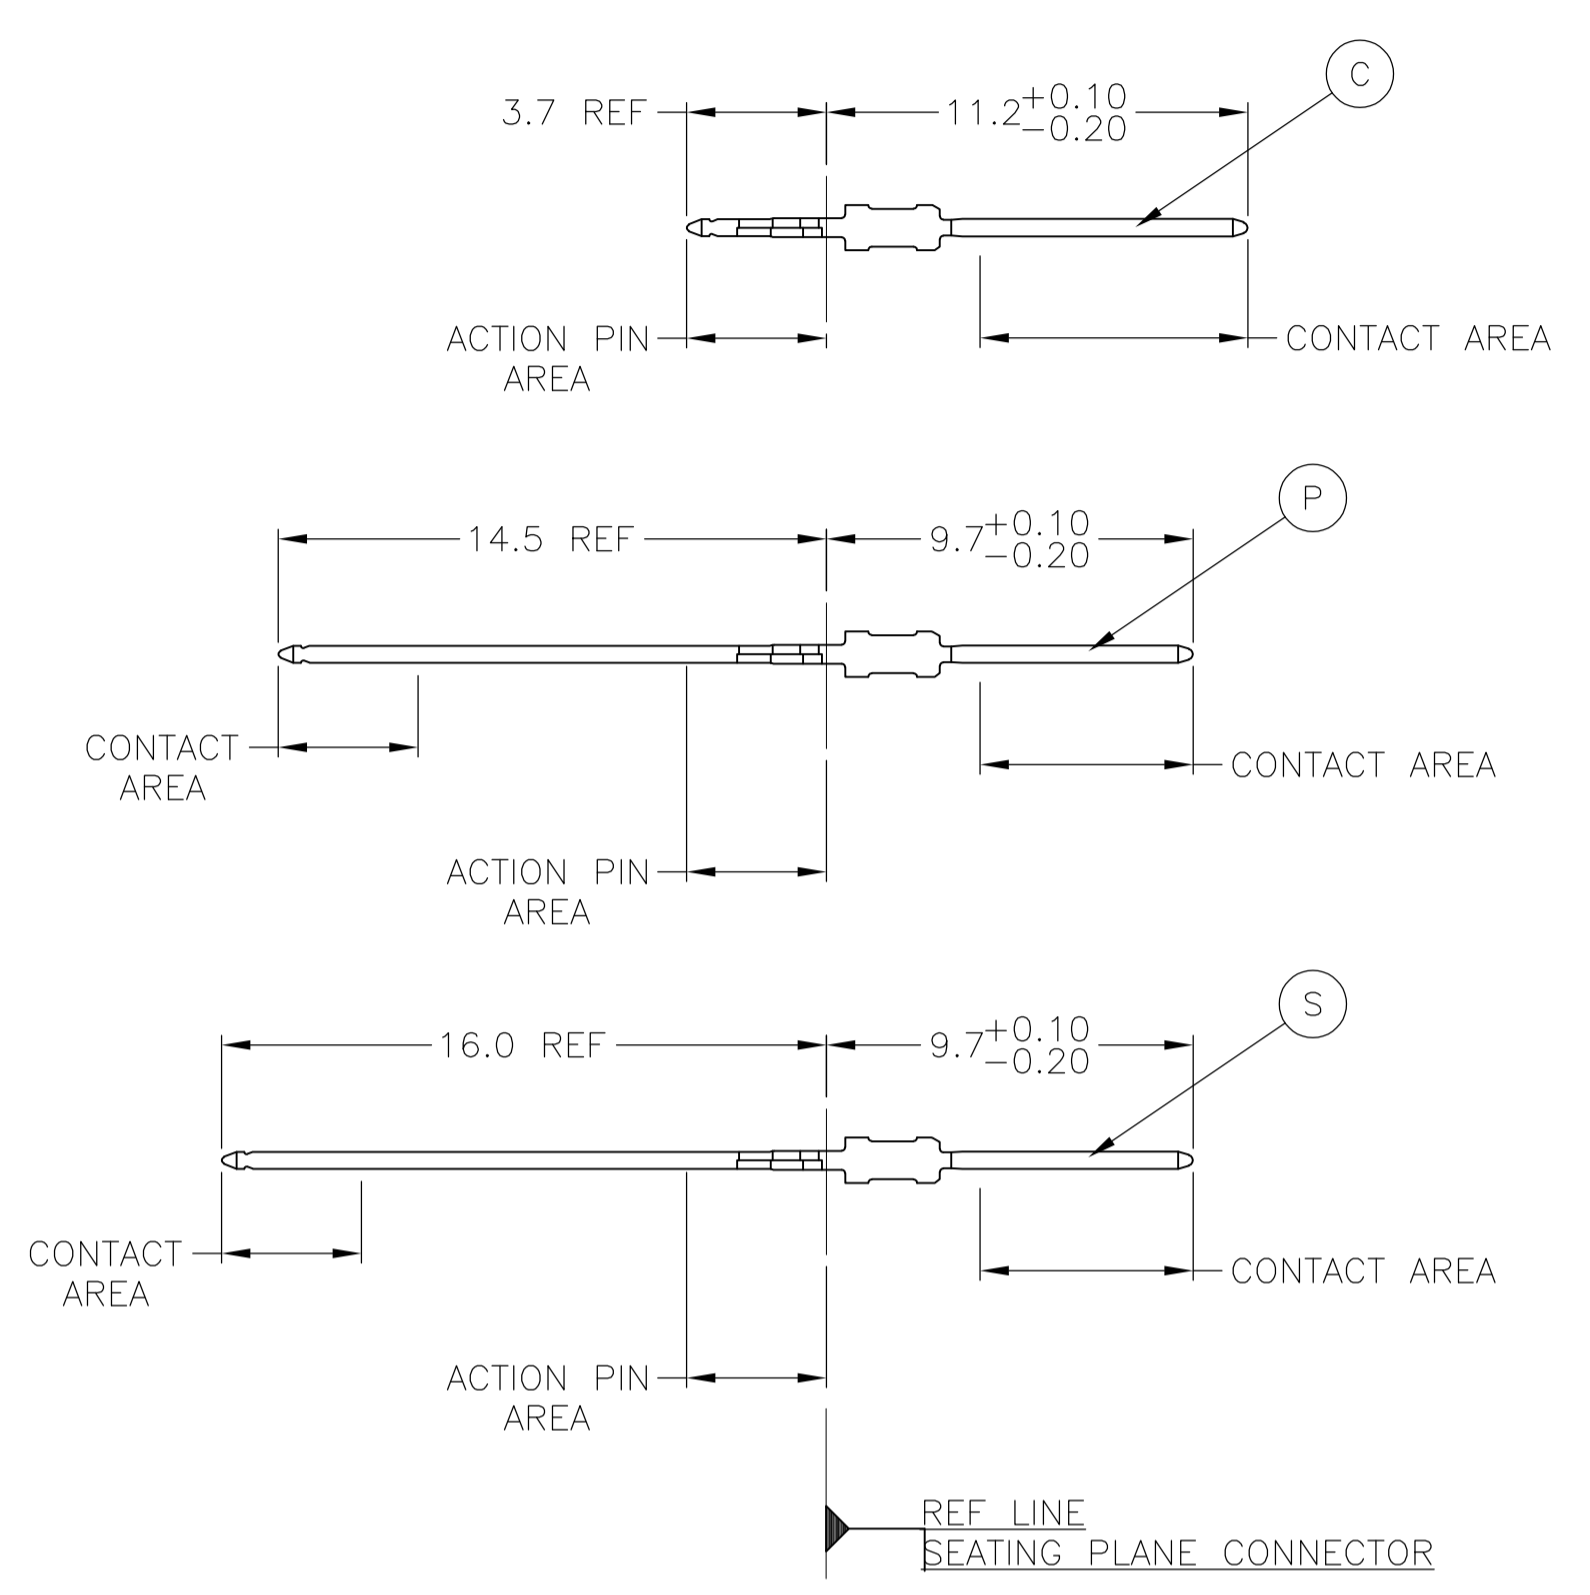 C
3.7 REF
11.2 +0.10 -0.20
ACTION PIN
AREA
CONTACT AREA
P
14.5 REF
9.7 +0.10 -0.20
CONTACT
AREA
CONTACT AREA
ACTION PIN
AREA
S
16.0 REF
9.7 +0.10 -0.20
CONTACT
AREA
CONTACT AREA
ACTION PIN
AREA
REF LINE
SEATING PLANE CONNECTOR